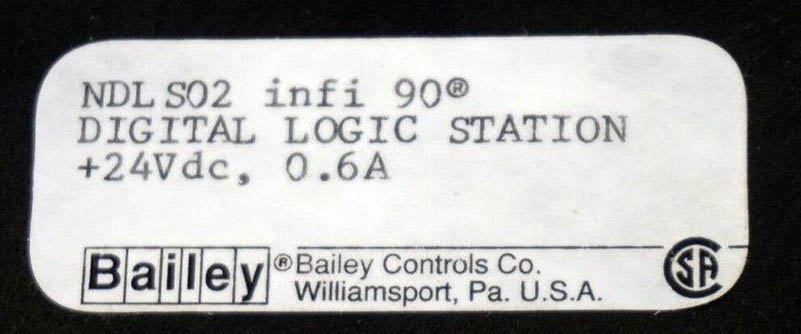 NDLS02 infi 90®
DIGITAL LOGIC STATION
+24Vdc, 0.6A
Bailey® Bailey Controls Co.
Williamsport, Pa. U.S.A.
SA